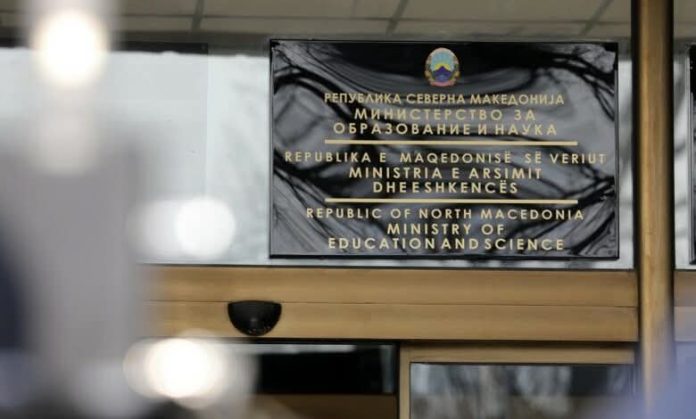 РЕПУБЛИКА СЕВЕРНА МАКЕДОНИЈА
МИНИСТЕРСТВО ЗА
ОБРАЗОВАНИЕ И НАУКА
REPUBLIKA E MAQEDONISË SË VERIUT
MINISTRIA E ARSIMIT
DHE ESHKENCËS
REPUBLIC OF NORTH MACEDONIA
MINISTRY OF
EDUCATION AND SCIENCE